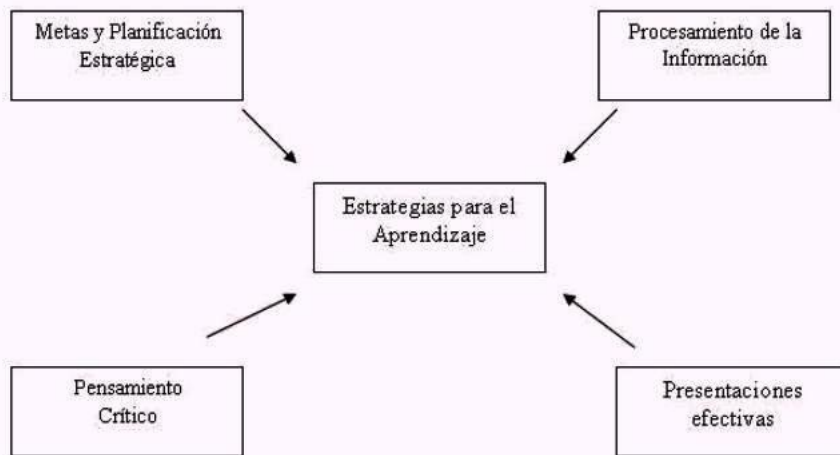 Metas y Planificación
Estratégica
Procesamiento de la
Información
Estrategias para el
Aprendizaje
Pensamiento
Crítico
Presentaciones
efectivas